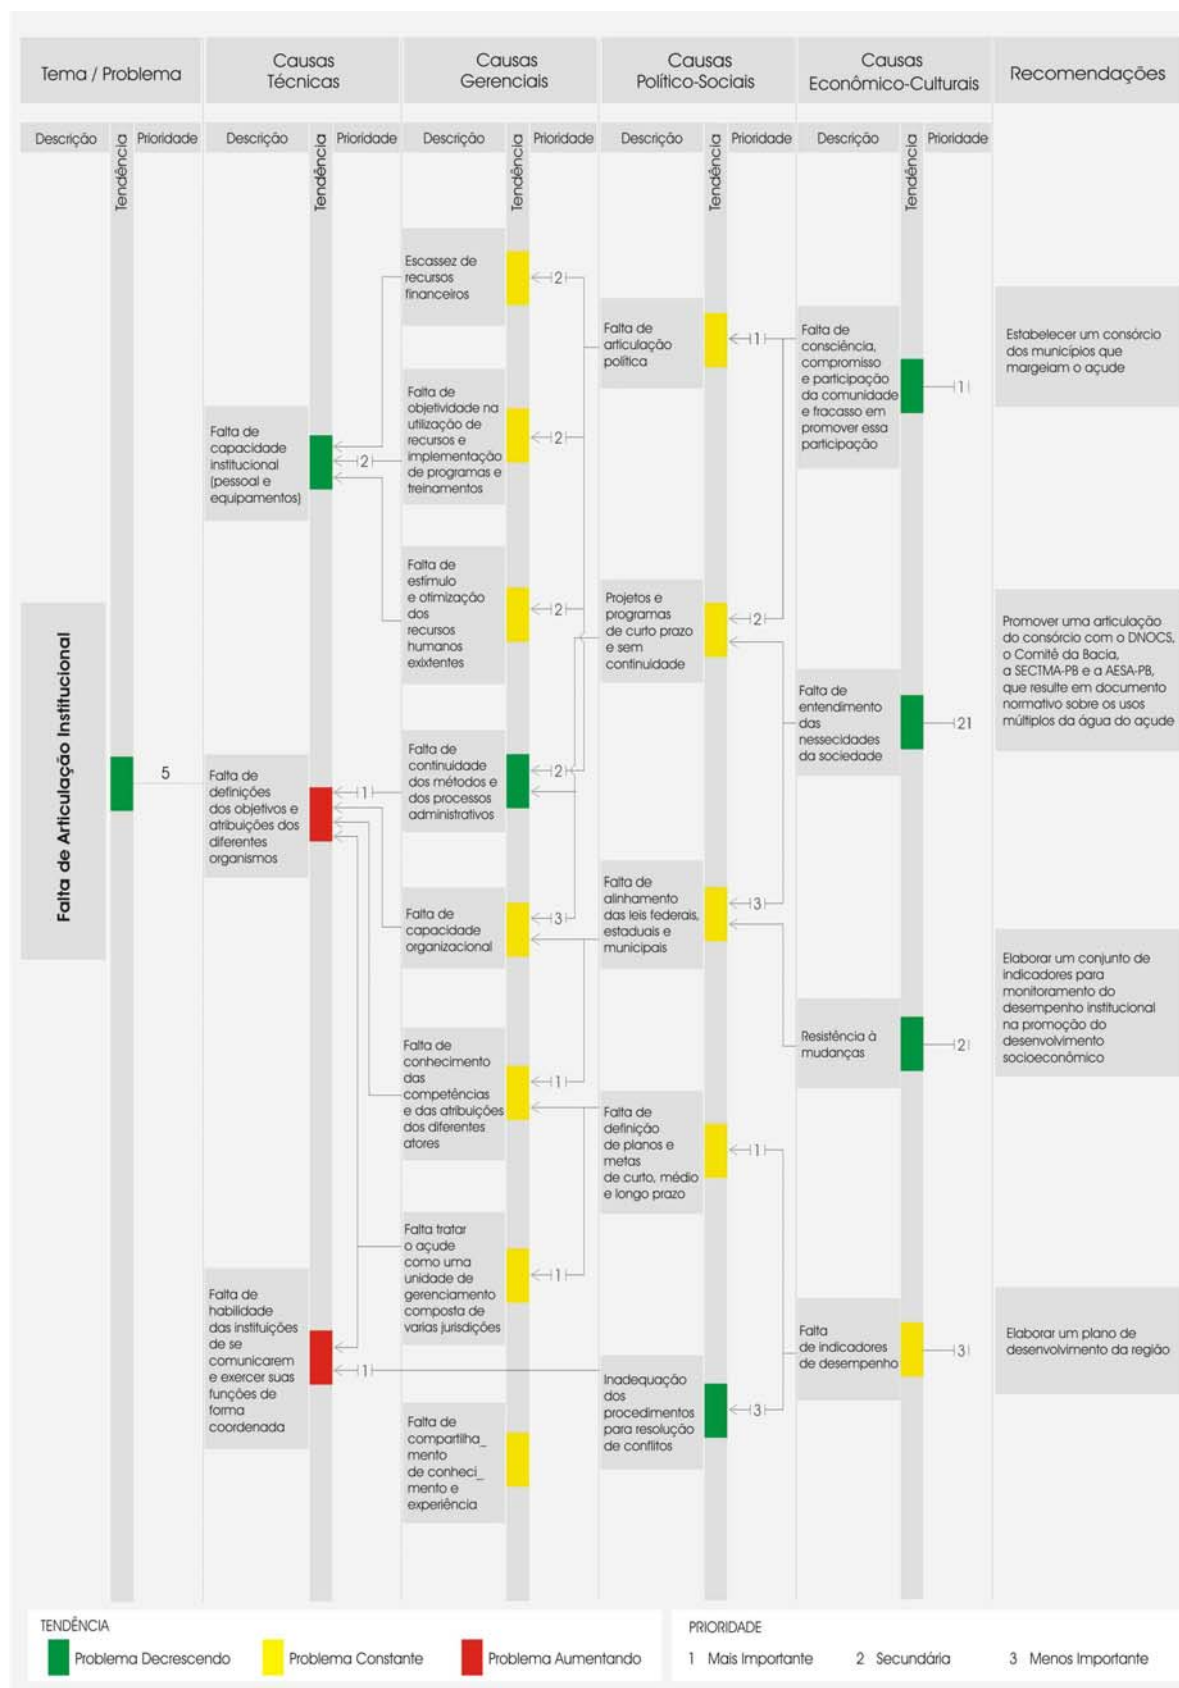 Tema / Problema
Causas
Técnicas
Causas
Gerenciais
Causas
Político-Sociais
Causas
Econômico-Culturais
Recomendações
Descrição
Tendência
Prioridade
Descrição
Tendência
Prioridade
Descrição
Tendência
Prioridade
Descrição
Tendência
Prioridade
Descrição
Tendência
Prioridade
Falta de Articulação Institucional
5
Falta de
capacidade
institucional
(pessoal e
equipamentos)
2
Falta de
definições
dos objetivos e
atribuições dos
diferentes
organismos
1
Falta de
habilidade
das instituições
de se
comunicarem
e exercer suas
funções de
forma
coordenada
1
Escassez de
recursos
financeiros
2
Falta de
objetividade na
utilização de
recursos e
implementação
de programas e
treinamentos
2
Falta de
estímulo
e otimização
dos
recursos
humanos
exixtentes
2
Falta de
continuidade
dos métodos e
dos processos
administrativos
2
Falta de
capacidade
organizacional
3
Falta de
conhecimento
das
competências
e das atribuições
dos diferentes
atores
1
Falta tratar
o açude
como uma
unidade de
gerenciamento
composta de
varias jurisdições
1
Falta de
compartilha_
mento
de conheci_
mento e
experiência
Falta de
articulação
política
1
Projetos e
programas
de curto prazo
e sem
continuidade
2
Falta de
alinhamento
das leis federais,
estaduais e
municipais
3
Falta de
definição
de planos e
metas
de curto, médio
e longo prazo
1
Inadequação
dos
procedimentos
para resolução
de conflitos
3
Falta de
consciência,
compromisso
e participação
da comunidade
e fracasso em
promover essa
participação
1
Falta de
entendimento
das
nessecidades
da sociedade
21
Resistência à
mudanças
2
Falta
de indicadores
de desempenho
3
Estabelecer um consórcio
dos municípios que
margeiam o açude
Promover uma articulação
do consórcio com o DNOCS,
o Comitê da Bacia,
a SECTMA-PB e a AESA-PB,
que resulte em documento
normativo sobre os usos
múltiplos da água do açude
Elaborar um conjunto de
indicadores para
monitoramento do
desempenho institucional
na promoção do
desenvolvimento
socioeconômico
Elaborar um plano de
desenvolvimento da região
TENDÊNCIA
Problema Decrescendo
Problema Constante
Problema Aumentando
PRIORIDADE
1 Mais Importante
2 Secundária
3 Menos Importante